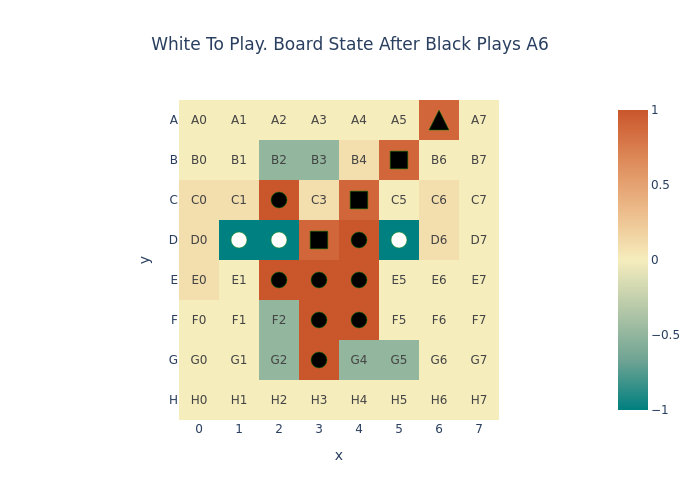 White To Play. Board State After Black Plays A6
A A0 A1 A2 A3 A4 A5 A7
B B0 B1 B2 B3 B4 B6 B7
C C0 C1 C3 C5 C6 C7
D D0 D6 D7
E E0 E1 E5 E6 E7
F F0 F1 F2 F5 F6 F7
G G0 G1 G2 G4 G5 G6 G7
H H0 H1 H2 H3 H4 H5 H6 H7
0 1 2 3 4 5 6 7
x
y
1
0.5
0
−0.5
−1